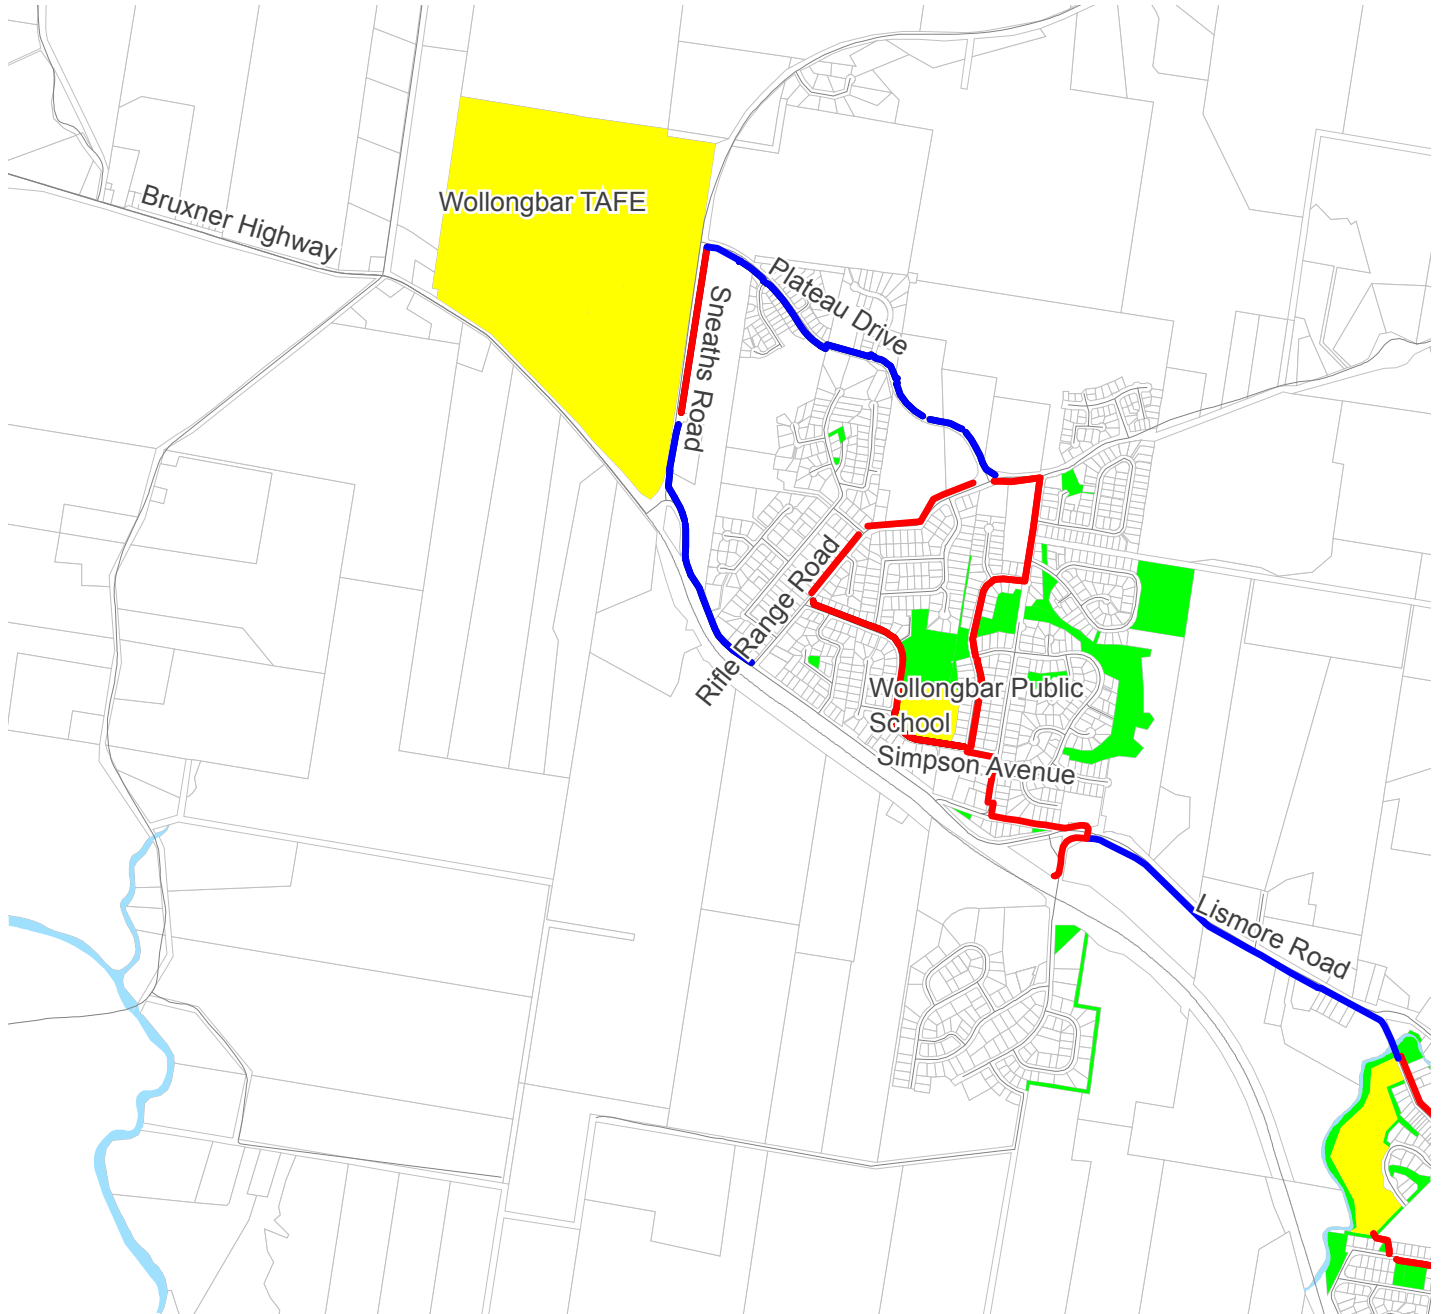 Bruxner Highway
Wollongbar TAFE
Plateau Drive
Sneaths Road
Rifle Range Road
Wollongbar Public
School
Simpson Avenue
Lismore Road